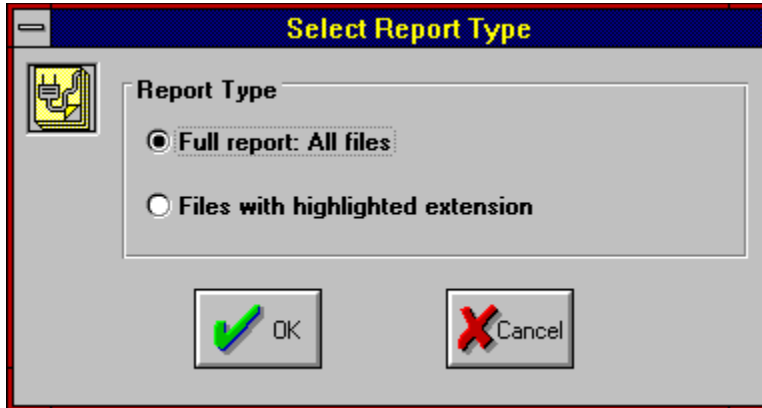 Select Report Type
Report Type
Full report: All files
Files with highlighted extension
OK
Cancel